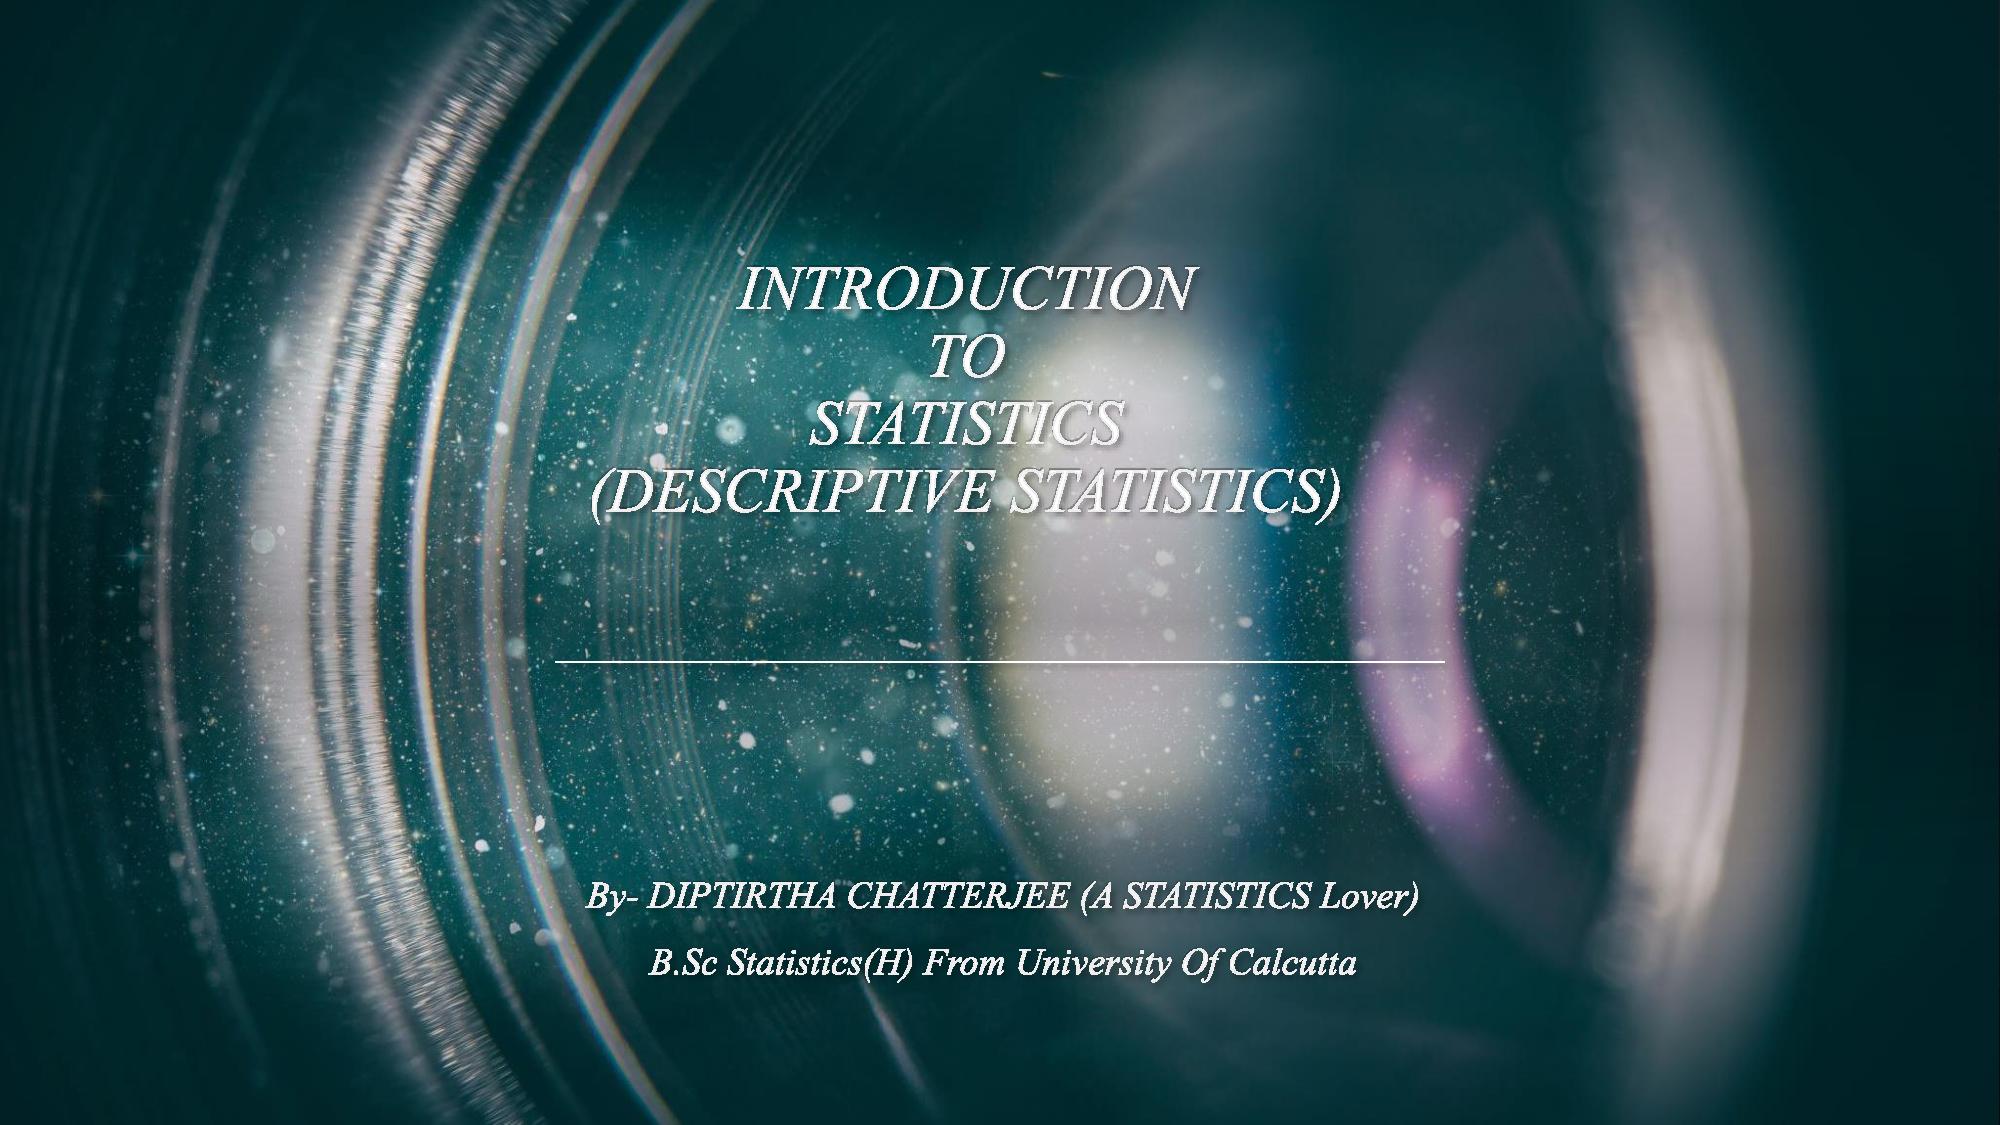 INTRODUCTION
TO
STATISTICS
(DESCRIPTIVE STATISTICS)
By- DIPTIRTHA CHATTERJEE (A STATISTICS Lover)
B.Sc Statistics(H) From University Of Calcutta